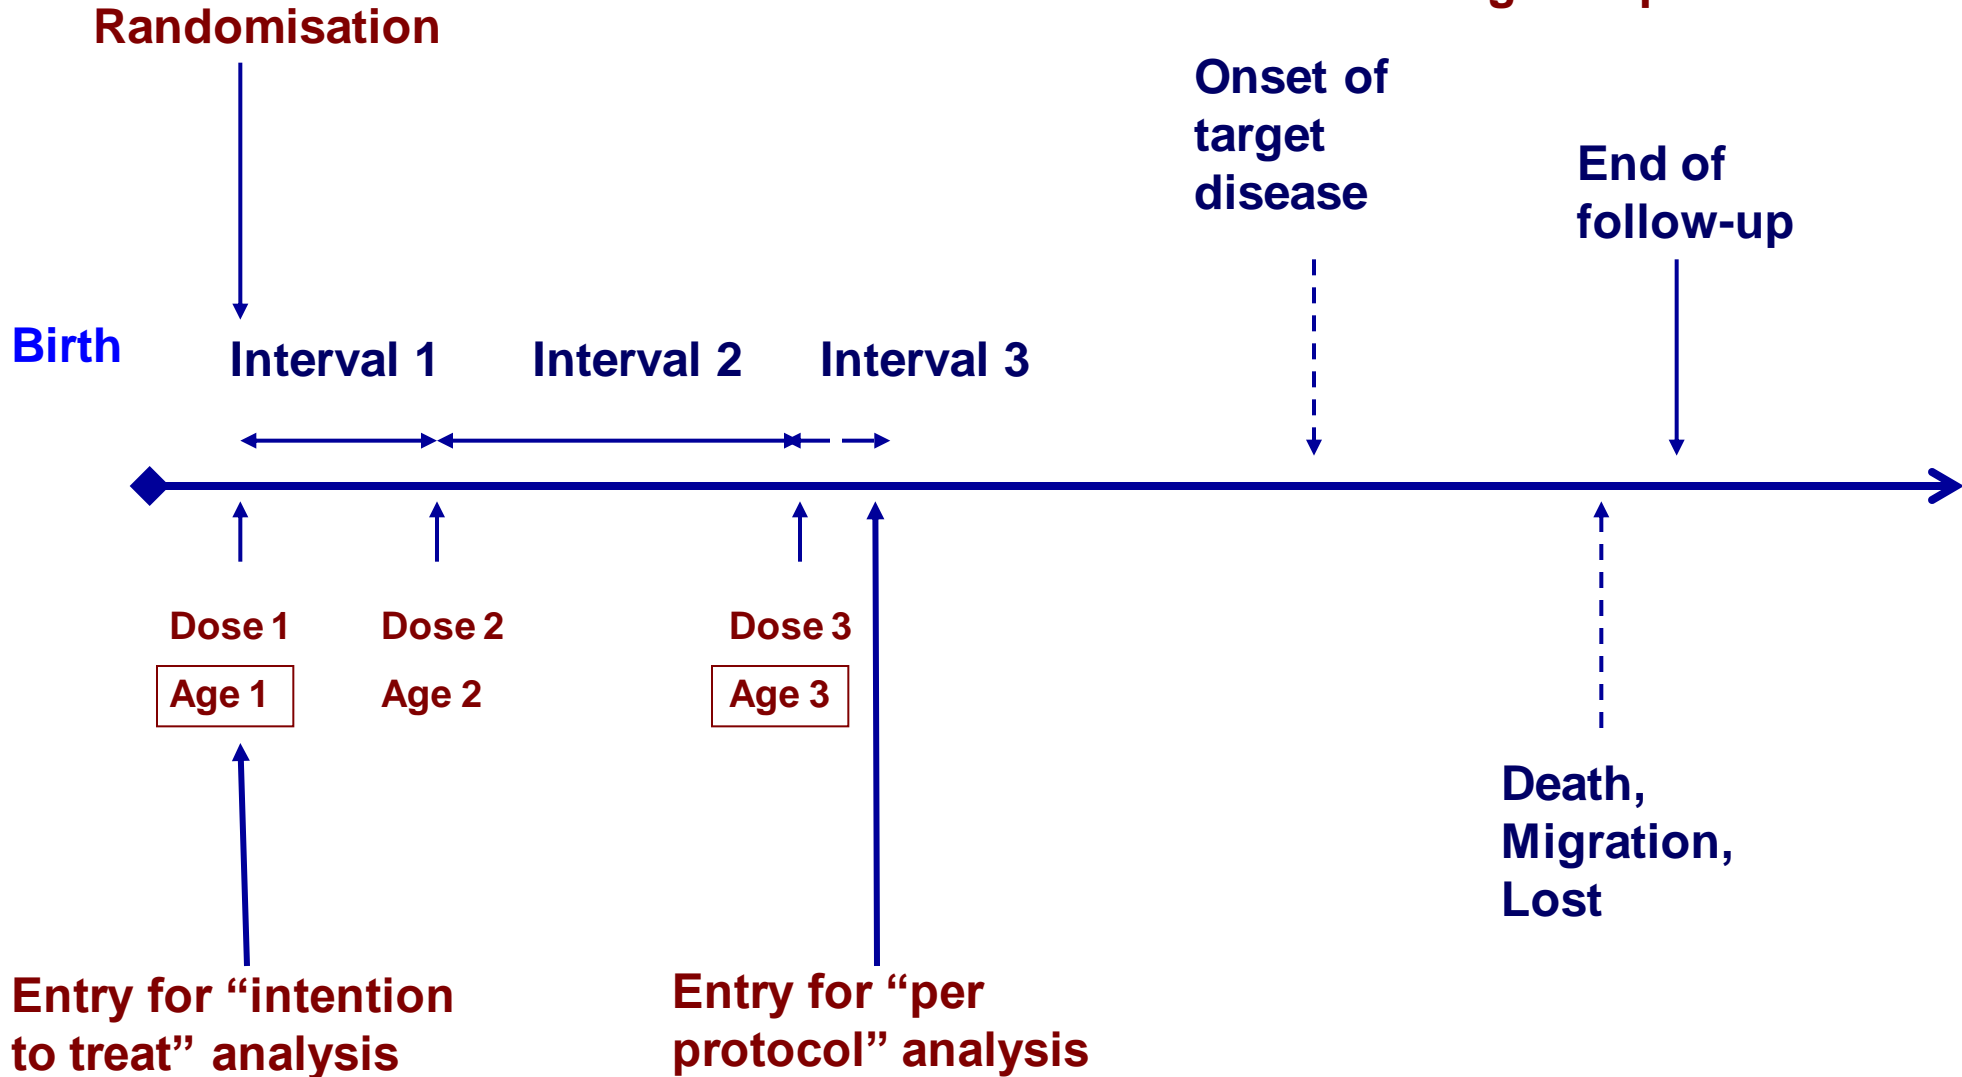 Randomisation
Onset of
target
disease
End of
follow-up
Birth
Interval 1
Interval 2
Interval 3
Dose 1
Dose 2
Dose 3
Age 1
Age 2
Age 3
Death,
Migration,
Lost
Entry for “intention
to treat” analysis
Entry for “per
protocol” analysis